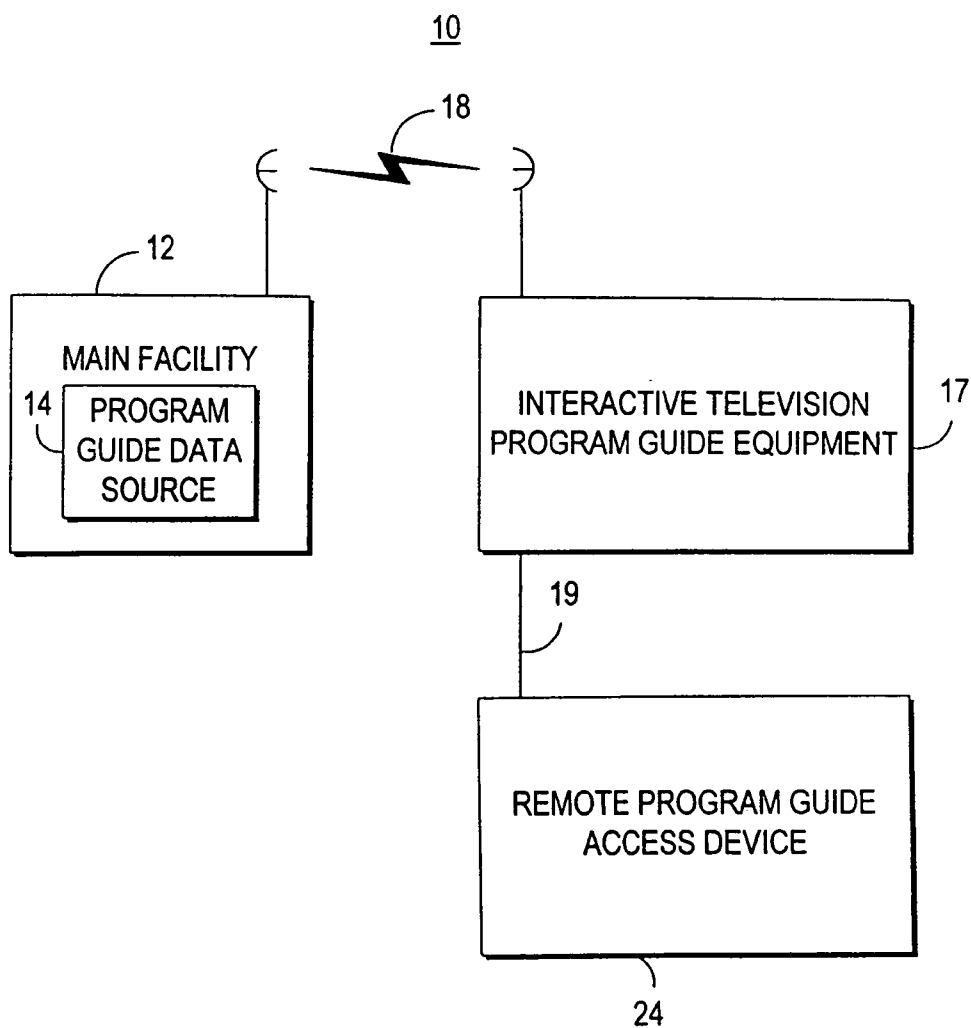 10
18
12
MAIN FACILITY
14
PROGRAM
GUIDE DATA
SOURCE
INTERACTIVE TELEVISION
PROGRAM GUIDE EQUIPMENT
17
19
REMOTE PROGRAM GUIDE
ACCESS DEVICE
24